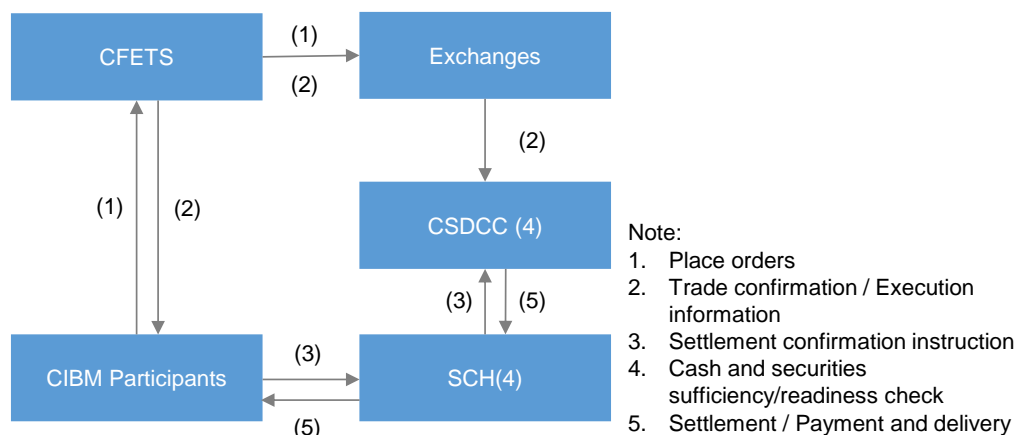 CFETS
(1)
(2)
Exchanges
(2)
(1)
(2)
CSDCC (4)
(3)
(5)
CIBM Participants
(3)
(5)
SCH(4)
Note:
1. Place orders
2. Trade confirmation / Execution
information
3. Settlement confirmation instruction
4. Cash and securities
sufficiency/readiness check
5. Settlement / Payment and delivery